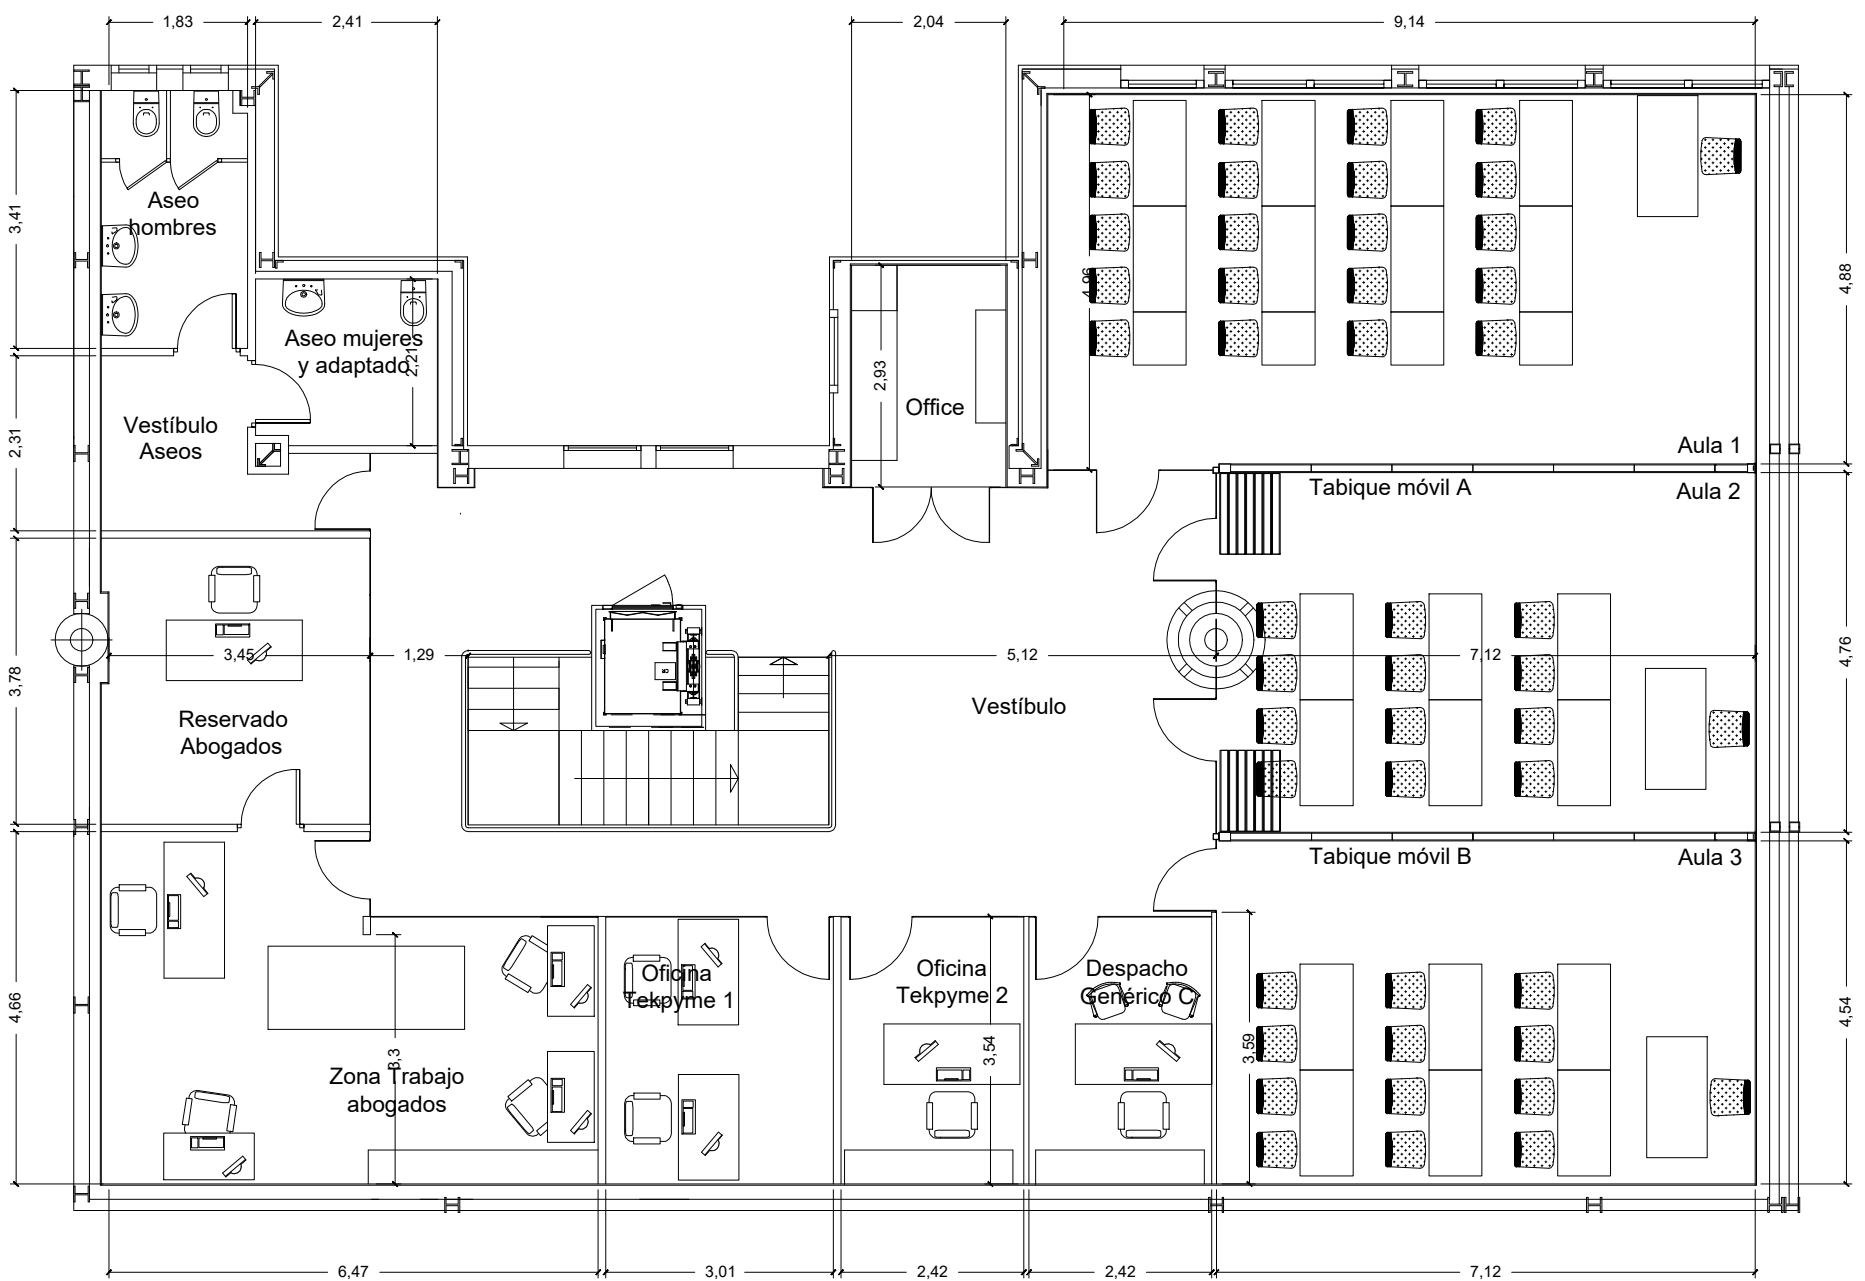 1,83
2,41
2,04
9,14
Aseo
hombres
3,41
4,96
4,88
Aseo mujeres
y adaptado
2,21
2,93
Office
Vestíbulo
Aseos
2,31
Aula 1
Tabique móvil A
Aula 2
3,45
1,29
5,12
7,12
4,76
3,78
Vestíbulo
Reservado
Abogados
Tabique móvil B
Aula 3
Oficina
Tekpyme 1
Oficina
Tekpyme 2
Despacho
Genérico C
4,66
3,3
3,54
3,59
4,54
Zona Trabajo
abogados
6,47
3,01
2,42
2,42
7,12